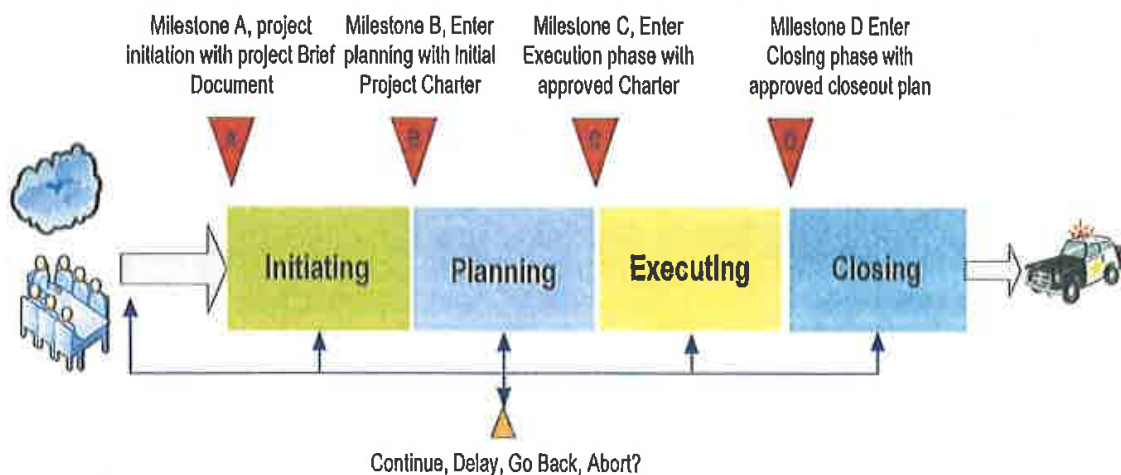 Milestone A, project
initiation with project Brief
Document
Milestone B, Enter
planning with Initial
Project Charter
Milestone C, Enter
Execution phase with
approved Charter
Milestone D Enter
Closing phase with
approved closeout plan
A
B
C
D
Initiating
Planning
Executing
Closing
Continue, Delay, Go Back, Abort?